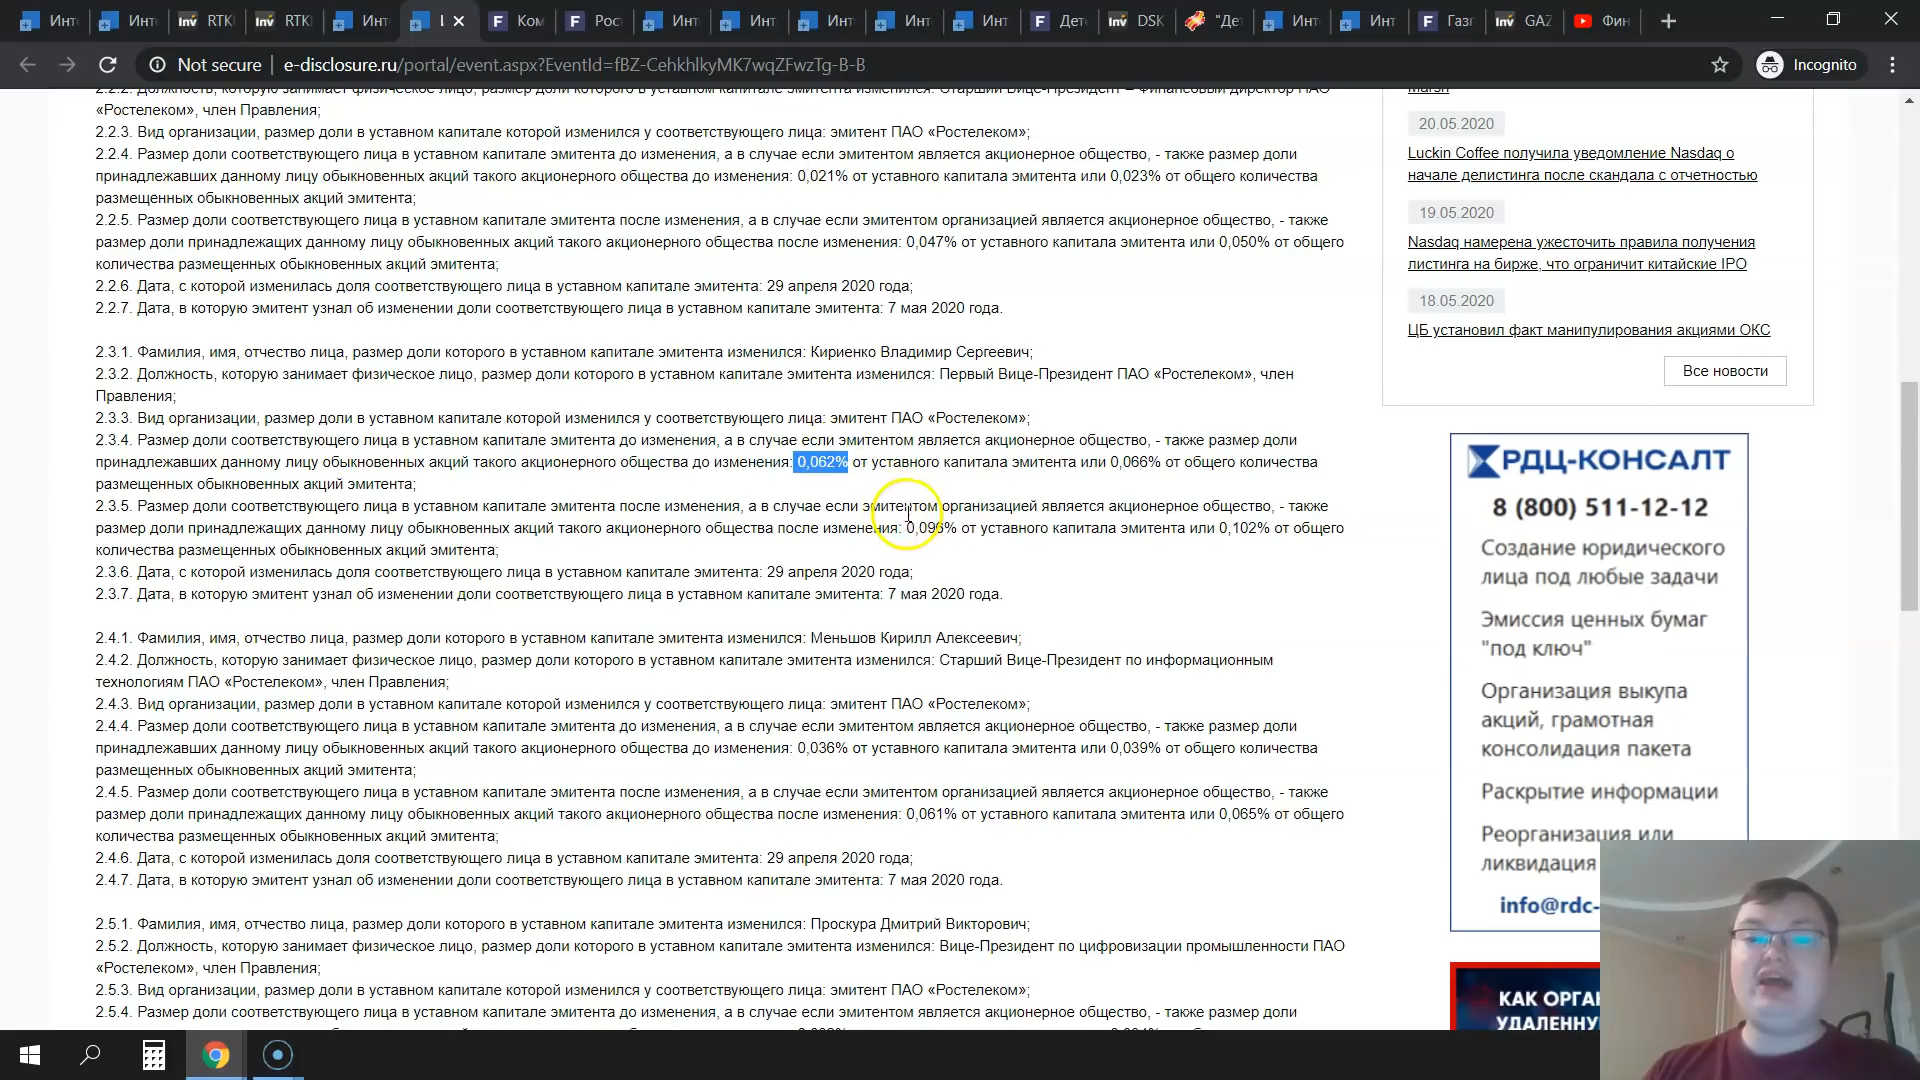 Инт
Инт
RTKI
RTKI
Инт
I
Ком
Рос
Инт
Инт
Инт
Инт
Инт
Дет
DSK
"Де
Инт
Инт
Газг
GAZ
Фин
Not secure
e-disclosure.ru/portal/event.aspx?EventId=fBZ-CehkhlkyMK7wqZFwzTg-B-B
Incognito
2.2.2. Должность, которую занимает физическое лицо, размер доли которого в уставном капитале эмитента изменился: Старший Вице-Президент – Финансовый директор ПАО
«Ростелеком», член Правления;
2.2.3. Вид организации, размер доли в уставном капитале которой изменился у соответствующего лица: эмитент ПАО «Ростелеком»;
2.2.4. Размер доли соответствующего лица в уставном капитале эмитента до изменения, а в случае если эмитентом является акционерное общество, - также размер доли
принадлежавших данному лицу обыкновенных акций такого акционерного общества до изменения: 0,021% от уставного капитала эмитента или 0,023% от общего количества
размещенных обыкновенных акций эмитента;
2.2.5. Размер доли соответствующего лица в уставном капитале эмитента после изменения, а в случае если эмитентом организацией является акционерное общество, - также
размер доли принадлежащих данному лицу обыкновенных акций такого акционерного общества после изменения: 0,047% от уставного капитала эмитента или 0,050% от общего
количества размещенных обыкновенных акций эмитента;
2.2.6. Дата, с которой изменилась доля соответствующего лица в уставном капитале эмитента: 29 апреля 2020 года;
2.2.7. Дата, в которую эмитент узнал об изменении доли соответствующего лица в уставном капитале эмитента: 7 мая 2020 года.
2.3.1. Фамилия, имя, отчество лица, размер доли которого в уставном капитале эмитента изменился: Кириенко Владимир Сергеевич;
2.3.2. Должность, которую занимает физическое лицо, размер доли которого в уставном капитале эмитента изменился: Первый Вице-Президент ПАО «Ростелеком», член
Правления;
2.3.3. Вид организации, размер доли в уставном капитале которой изменился у соответствующего лица: эмитент ПАО «Ростелеком»;
2.3.4. Размер доли соответствующего лица в уставном капитале эмитента до изменения, а в случае если эмитентом является акционерное общество, - также размер доли
принадлежавших данному лицу обыкновенных акций такого акционерного общества до изменения: 0,062% от уставного капитала эмитента или 0,066% от общего количества
размещенных обыкновенных акций эмитента;
2.3.5. Размер доли соответствующего лица в уставном капитале эмитента после изменения, а в случае если эмитентом организацией является акционерное общество, - также
размер доли принадлежащих данному лицу обыкновенных акций такого акционерного общества после изменения: 0,096% от уставного капитала эмитента или 0,102% от общего
количества размещенных обыкновенных акций эмитента;
2.3.6. Дата, с которой изменилась доля соответствующего лица в уставном капитале эмитента: 29 апреля 2020 года;
2.3.7. Дата, в которую эмитент узнал об изменении доли соответствующего лица в уставном капитале эмитента: 7 мая 2020 года.
2.4.1. Фамилия, имя, отчество лица, размер доли которого в уставном капитале эмитента изменился: Меньшов Кирилл Алексеевич;
2.4.2. Должность, которую занимает физическое лицо, размер доли которого в уставном капитале эмитента изменился: Старший Вице-Президент по информационным
технологиям ПАО «Ростелеком», член Правления;
2.4.3. Вид организации, размер доли в уставном капитале которой изменился у соответствующего лица: эмитент ПАО «Ростелеком»;
2.4.4. Размер доли соответствующего лица в уставном капитале эмитента до изменения, а в случае если эмитентом является акционерное общество, - также размер доли
принадлежавших данному лицу обыкновенных акций такого акционерного общества до изменения: 0,036% от уставного капитала эмитента или 0,039% от общего количества
размещенных обыкновенных акций эмитента;
2.4.5. Размер доли соответствующего лица в уставном капитале эмитента после изменения, а в случае если эмитентом организацией является акционерное общество, - также
размер доли принадлежащих данному лицу обыкновенных акций такого акционерного общества после изменения: 0,061% от уставного капитала эмитента или 0,065% от общего
количества размещенных обыкновенных акций эмитента;
2.4.6. Дата, с которой изменилась доля соответствующего лица в уставном капитале эмитента: 29 апреля 2020 года;
2.4.7. Дата, в которую эмитент узнал об изменении доли соответствующего лица в уставном капитале эмитента: 7 мая 2020 года.
2.5.1. Фамилия, имя, отчество лица, размер доли которого в уставном капитале эмитента изменился: Проскура Дмитрий Викторович;
2.5.2. Должность, которую занимает физическое лицо, размер доли которого в уставном капитале эмитента изменился: Вице-Президент по цифровизации промышленности ПАО
«Ростелеком», член Правления;
2.5.3. Вид организации, размер доли в уставном капитале которой изменился у соответствующего лица: эмитент ПАО «Ростелеком»;
2.5.4. Размер доли соответствующего лица в уставном капитале эмитента до изменения, а в случае если эмитентом является акционерное общество, - также размер доли
Marsh
20.05.2020
Luckin Coffee получила уведомление Nasdaq о
начале делистинга после скандала с отчетностью
19.05.2020
Nasdaq намерена ужесточить правила получения
листинга на бирже, что ограничит китайские IPO
18.05.2020
ЦБ установил факт манипулирования акциями ОКС
Все новости
РДЦ-КОНСАЛТ
8 (800) 511-12-12
Создание юридического
лица под любые задачи
Эмиссия ценных бумаг
"под ключ"
Организация выкупа
акций, грамотная
консолидация пакета
Раскрытие информации
Реорганизация или
ликвидация
info@rdc-
КАК ОРГАН
УДАЛЕННУ